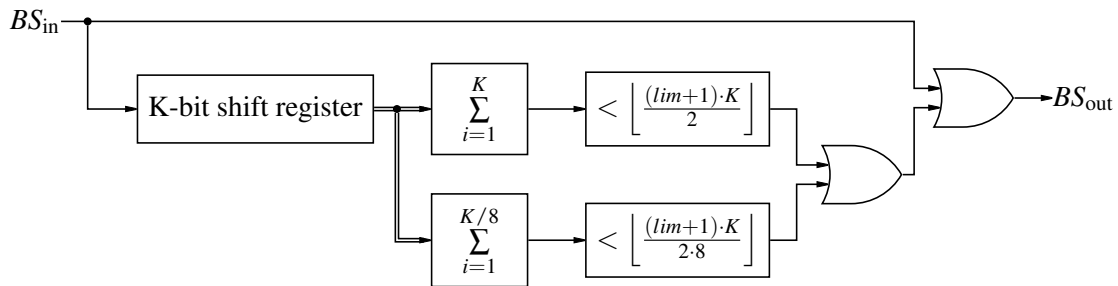 BS_in
K-bit shift register
K
∑
i=1
< ⌊ (lim+1)·K / 2 ⌋
BS_out
K/8
∑
i=1
< ⌊ (lim+1)·K / 2·8 ⌋